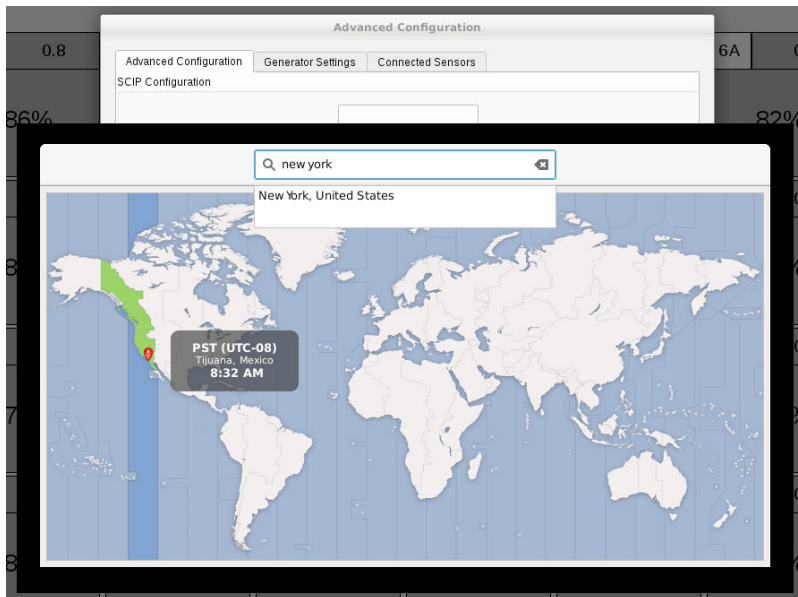 Advanced Configuration
0.8
6A
Advanced Configuration
Generator Settings
Connected Sensors
SCIP Configuration
86%
82%
new york
New York, United States
PST (UTC-08)
Tijuana, Mexico
8:32 AM